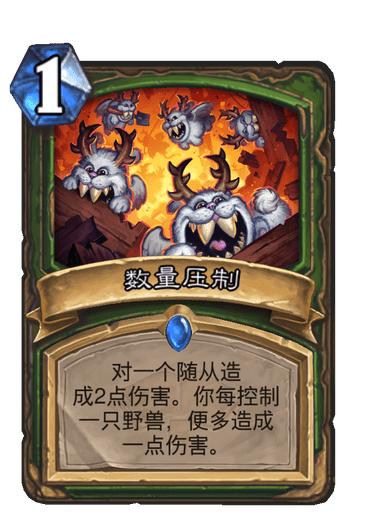 1
数量压制
对一个随从造
成2点伤害。你每控制
一只野兽，便多造成
一点伤害。